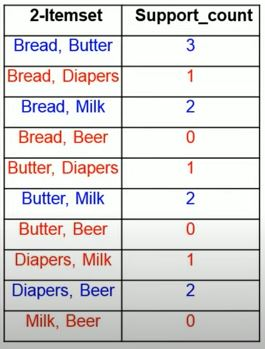 2-Itemset Support_count
Bread, Butter 3
Bread, Diapers 1
Bread, Milk 2
Bread, Beer 0
Butter, Diapers 1
Butter, Milk 2
Butter, Beer 0
Diapers, Milk 1
Diapers, Beer 2
Milk, Beer 0